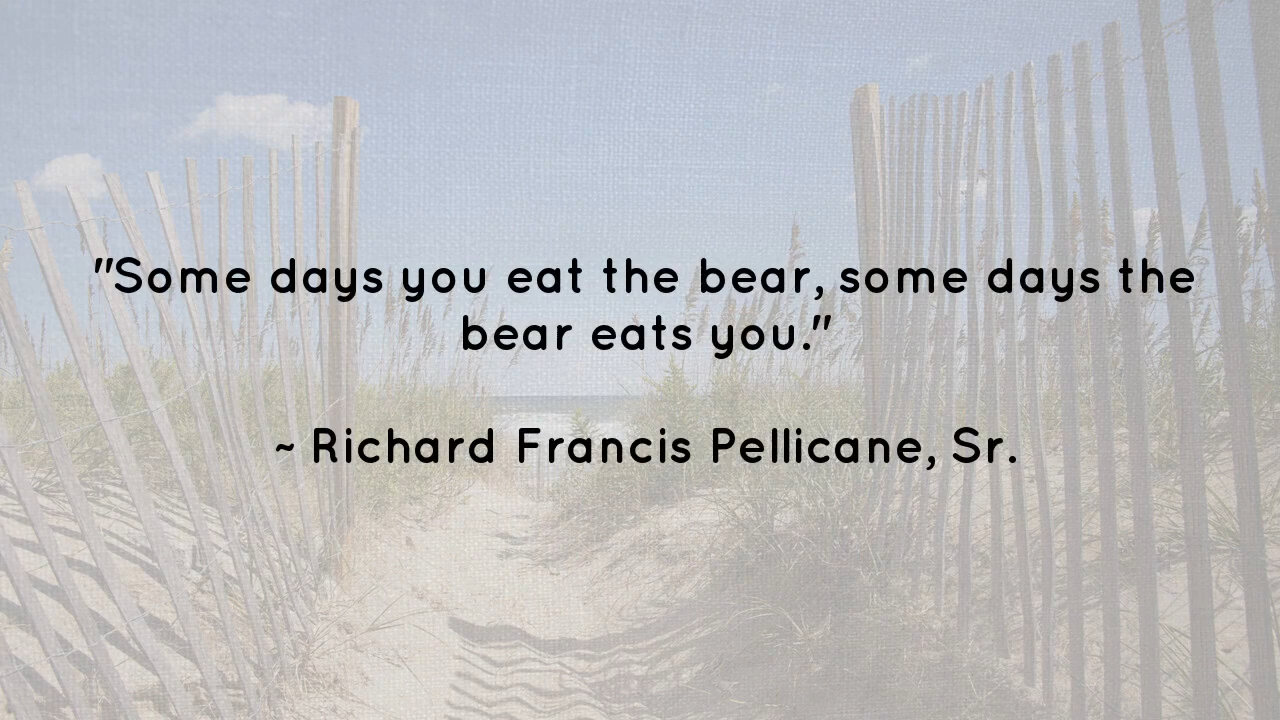 "Some days you eat the bear, some days the
bear eats you."
~ Richard Francis Pellicane, Sr.